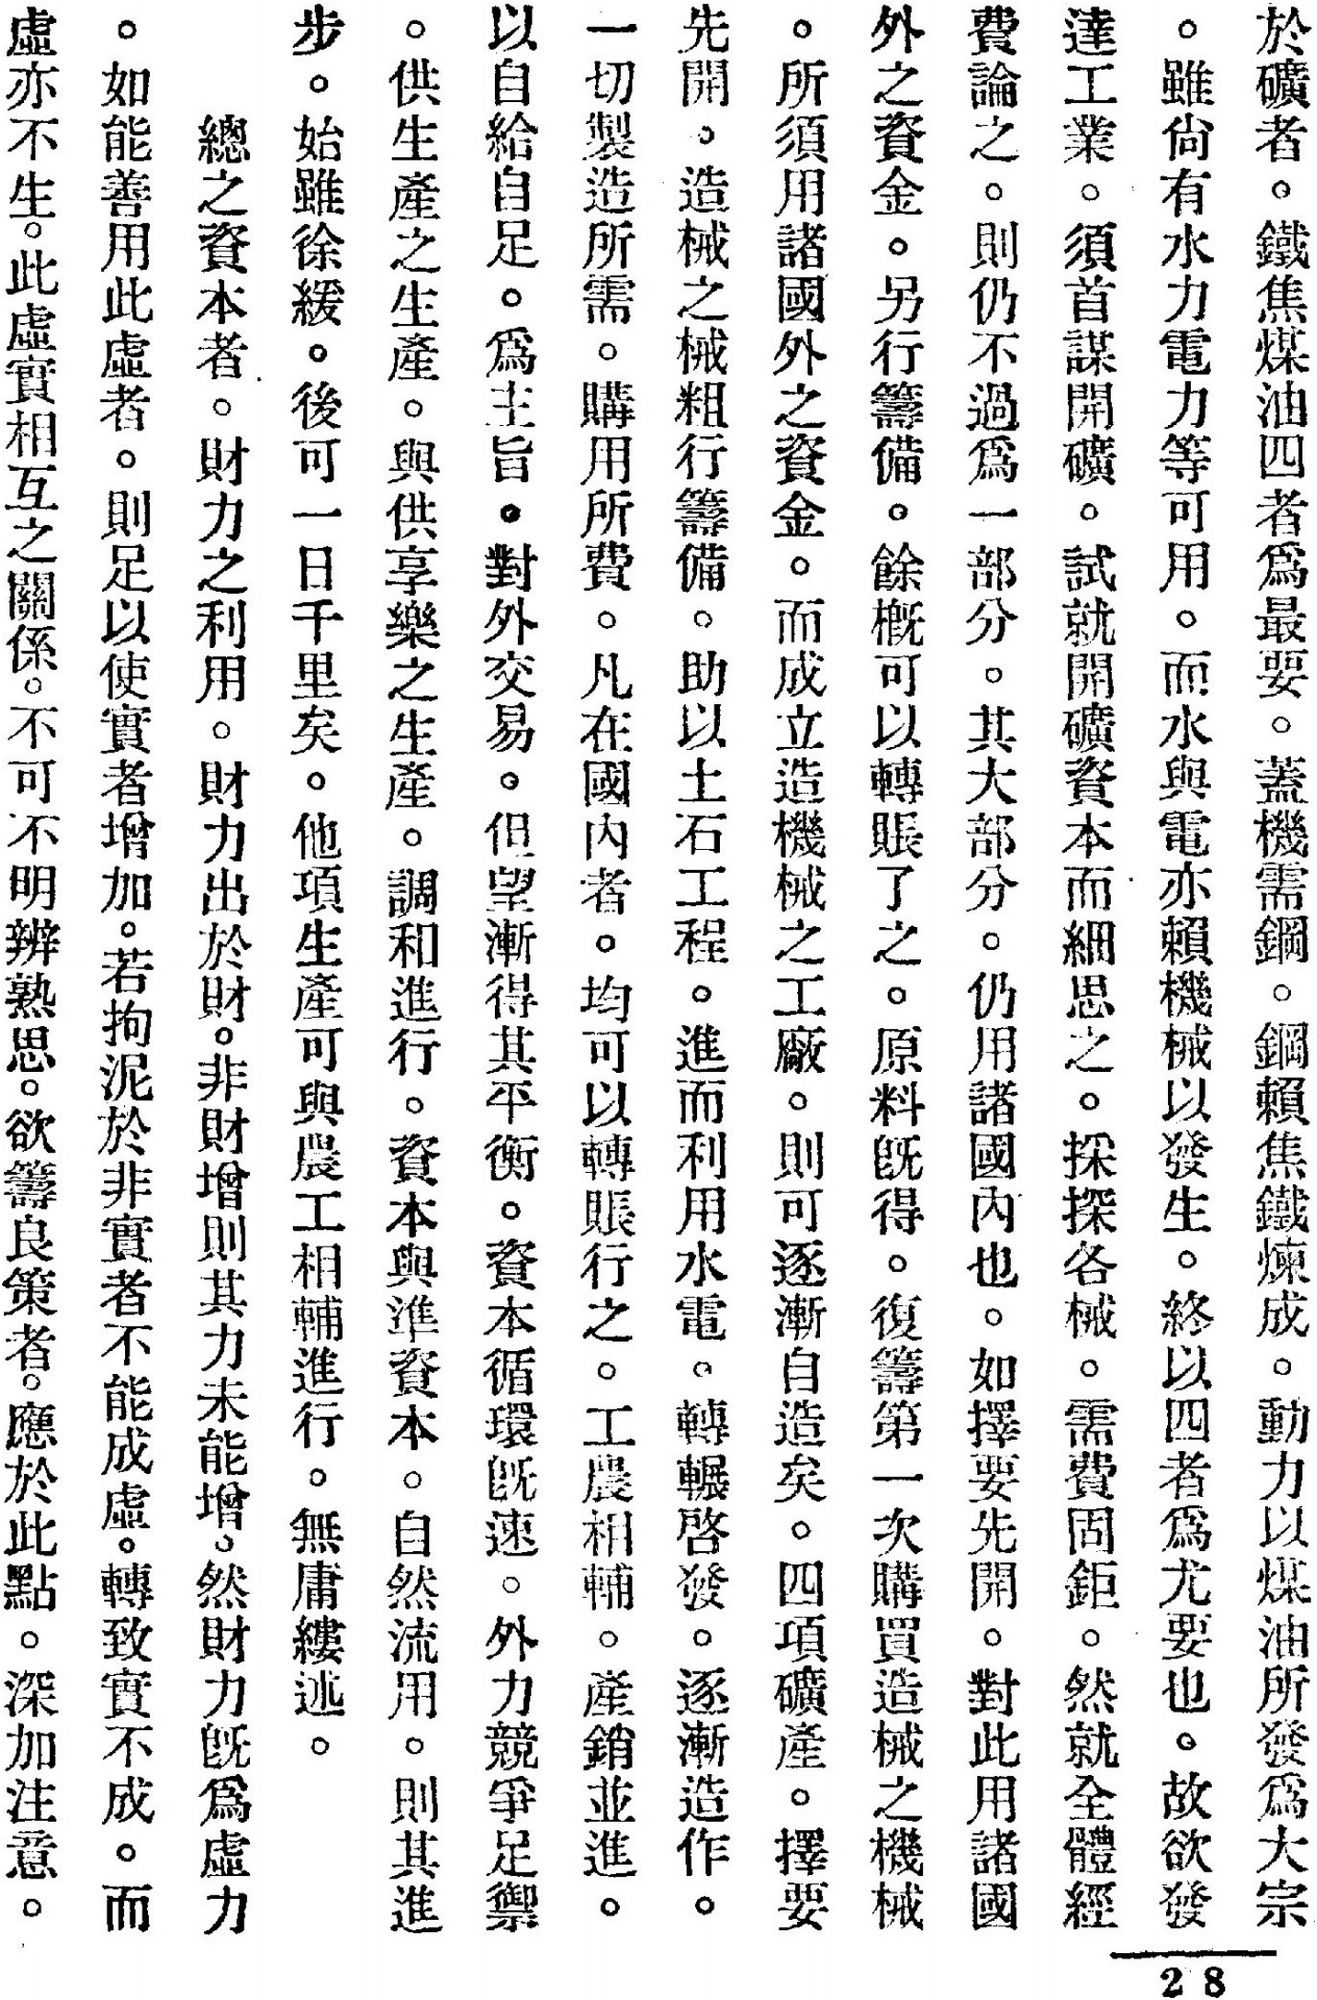 於礦者。鐵焦煤油四者爲最要。蓋機需鋼。鋼賴焦鐵煉成。動力以煤油所發爲大宗
。雖尙有水力電力等可用。而水與電亦賴機械以發生。終以四者爲尤要也。故欲發
達工業。須首謀開礦。試就開礦資本而細思之。採探各械。需費固鉅。然就全體經
費論之。則仍不過爲一部分。其大部分。仍用諸國內也。如擇要先開。對此用諸國
外之資金。另行籌備。餘概可以轉賬了之。原料旣得。復籌第一次購買造械之機械
。所須用諸國外之資金。而成立造機械之工廠。則可逐漸自造矣。四項礦產。擇要
先開。造械之械粗行籌備。助以土石工程。進而利用水電。轉輾啓發。逐漸造作。
一切製造所需。購用所費。凡在國內者。均可以轉賬行之。工農相輔。產銷並進。
以自給自足。爲主旨。對外交易。但望漸得其平衡。資本循環旣速。外力競爭足禦
。供生產之生產。與供享樂之生產。調和進行。資本與準資本。自然流用。則其進
步。始雖徐緩。後可一日千里矣。他項生產可與農工相輔進行。無庸縷述。
總之資本者。財力之利用。財力出於財。非財增則其力未能增。然財力旣爲虛力
。如能善用此虛者。則足以使實者增加。若拘泥於非實者不能成虛。轉致實不成。而
虛亦不生。此虛實相互之關係。不可不明辨熟思。欲籌良策者。應於此點。深加注意。
28